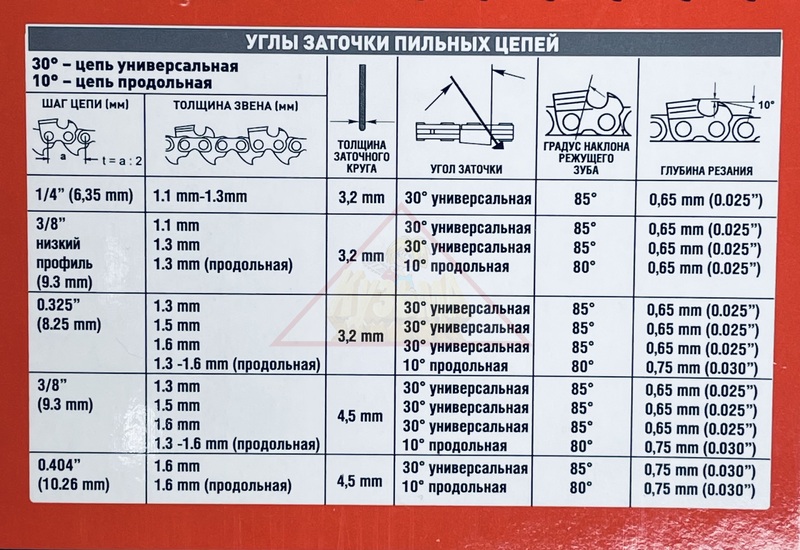 УГЛЫ ЗАТОЧКИ ПИЛЬНЫХ ЦЕПЕЙ
30° – цепь универсальная
10° – цепь продольная
ШАГ ЦЕПИ (мм)
a
t = a : 2
ТОЛЩИНА ЗВЕНА (мм)
ТОЛЩИНА
ЗАТОЧНОГО
КРУГА
УГОЛ ЗАТОЧКИ
ГРАДУС НАКЛОНА
РЕЖУЩЕГО
ЗУБА
10°
ГЛУБИНА РЕЗАНИЯ
1/4” (6,35 mm) 1.1 mm-1.3mm 3,2 mm 30° универсальная 85° 0,65 mm (0.025”)
3/8” 1.1 mm 30° универсальная 85° 0,65 mm (0.025”)
низкий 1.3 mm 3,2 mm 30° универсальная 85° 0,65 mm (0.025”)
профиль 1.3 mm (продольная) 10° продольная 80° 0,65 mm (0.025”)
(9.3 mm)
0.325” 1.3 mm 30° универсальная 85° 0,65 mm (0.025”)
(8.25 mm) 1.5 mm 3,2 mm 30° универсальная 85° 0,65 mm (0.025”)
1.6 mm 30° универсальная 85° 0,65 mm (0.025”)
1.3 -1.6 mm (продольная) 10° продольная 80° 0,75 mm (0.030”)
3/8” 1.3 mm 30° универсальная 85° 0,65 mm (0.025”)
(9.3 mm) 1.5 mm 4,5 mm 30° универсальная 85° 0,65 mm (0.025”)
1.6 mm 30° универсальная 85° 0,65 mm (0.025”)
1.3 -1.6 mm (продольная) 10° продольная 80° 0,75 mm (0.030”)
0.404” 1.6 mm 4,5 mm 30° универсальная 85° 0,75 mm (0.030”)
(10.26 mm) 1.6 mm (продольная) 10° продольная 80° 0,75 mm (0.030”)